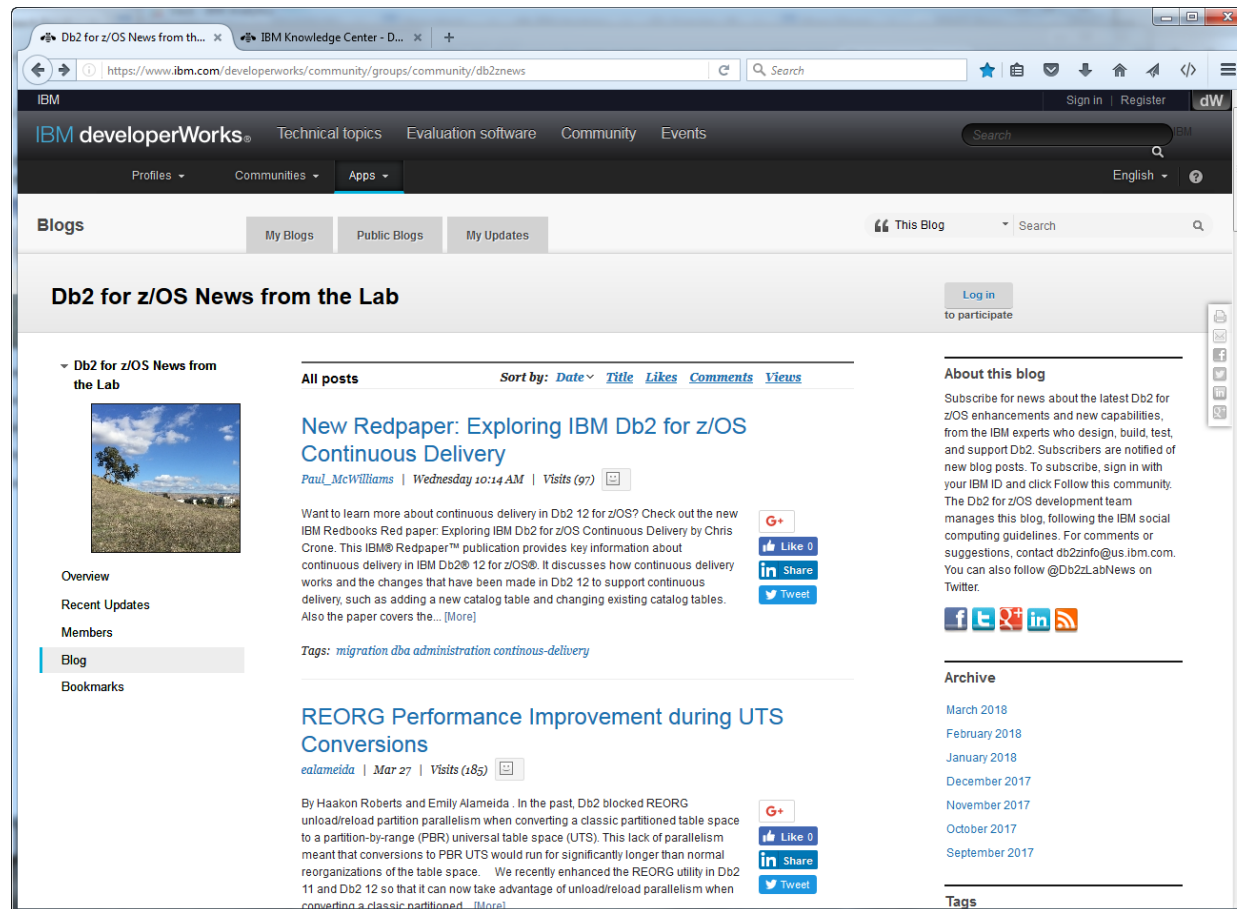 Db2 for z/OS News from th... ×
IBM Knowledge Center - D... ×
+
https://www.ibm.com/developerworks/community/groups/community/db2znews
Search
IBM
Sign in | Register
dW
IBM developerWorks®
Technical topics
Evaluation software
Community
Events
Search
IBM
Profiles
Communities
Apps
English
?
Blogs
My Blogs
Public Blogs
My Updates
This Blog
Search
Db2 for z/OS News from the Lab
Log in
to participate
Db2 for z/OS News from
the Lab
Overview
Recent Updates
Members
Blog
Bookmarks
All posts
Sort by: Date Title Likes Comments Views
New Redpaper: Exploring IBM Db2 for z/OS
Continuous Delivery
Paul_McWilliams | Wednesday 10:14 AM | Visits (97)
Want to learn more about continuous delivery in Db2 12 for z/OS? Check out the new
IBM Redbooks Red paper: Exploring IBM Db2 for z/OS Continuous Delivery by Chris
Crone. This IBM® Redpaper™ publication provides key information about
continuous delivery in IBM Db2® 12 for z/OS®. It discusses how continuous delivery
works and the changes that have been made in Db2 12 to support continuous
delivery, such as adding a new catalog table and changing existing catalog tables.
Also the paper covers the... [More]
G+
Like 0
in Share
Tweet
Tags: migration dba administration continous-delivery
REORG Performance Improvement during UTS
Conversions
ealameida | Mar 27 | Visits (185)
By Haakon Roberts and Emily Alameida . In the past, Db2 blocked REORG
unload/reload partition parallelism when converting a classic partitioned table space
to a partition-by-range (PBR) universal table space (UTS). This lack of parallelism
meant that conversions to PBR UTS would run for significantly longer than normal
reorganizations of the table space. We recently enhanced the REORG utility in Db2
11 and Db2 12 so that it can now take advantage of unload/reload parallelism when
converting a classic partitioned... [More]
G+
Like 0
in Share
Tweet
About this blog
Subscribe for news about the latest Db2 for
z/OS enhancements and new capabilities,
from the IBM experts who design, build, test,
and support Db2. Subscribers are notified of
new blog posts. To subscribe, sign in with
your IBM ID and click Follow this community.
The Db2 for z/OS development team
manages this blog, following the IBM social
computing guidelines. For comments or
suggestions, contact db2zinfo@us.ibm.com.
You can also follow @Db2zLabNews on
Twitter.
Archive
March 2018
February 2018
January 2018
December 2017
November 2017
October 2017
September 2017
Tags